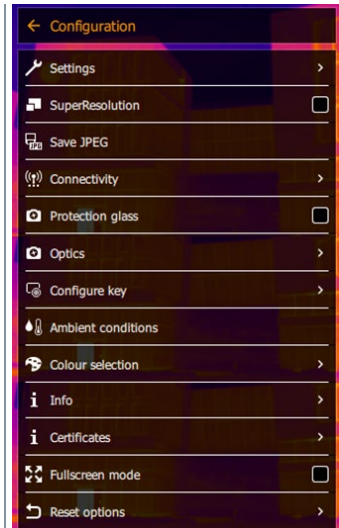 Configuration
Settings
SuperResolution
JPG
Save JPEG
Connectivity
Protection glass
Optics
Configure key
Ambient conditions
Colour selection
Info
Certificates
Fullscreen mode
Reset options